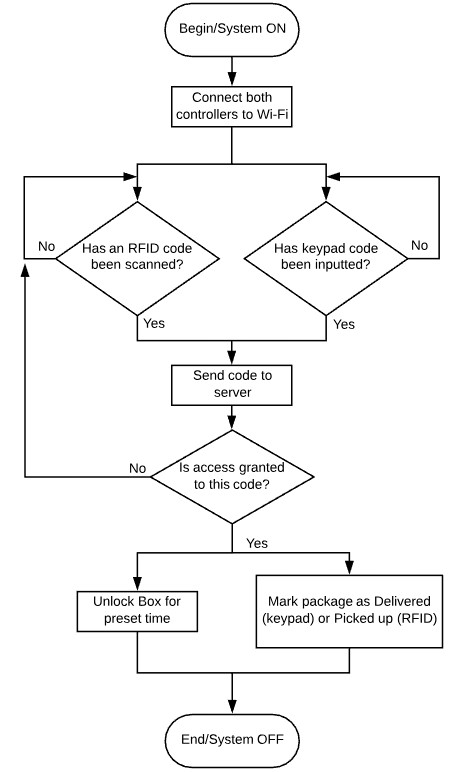 Begin/System ON
Connect both
controllers to Wi-Fi
No
Has an RFID code
been scanned?
Has keypad code
been inputted?
No
Yes
Yes
Send code to
server
No
Is access granted
to this code?
Yes
Unlock Box for
preset time
Mark package as Delivered
(keypad) or Picked up (RFID)
End/System OFF